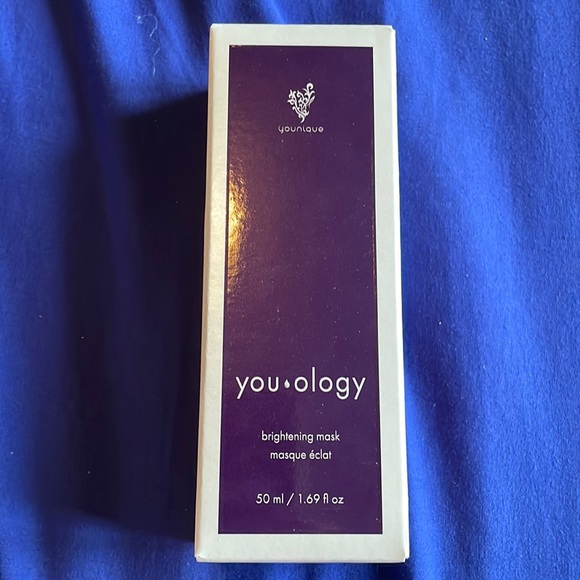 younique
you•ology
brightening mask
masque éclat
50 ml / 1.69 fl oz